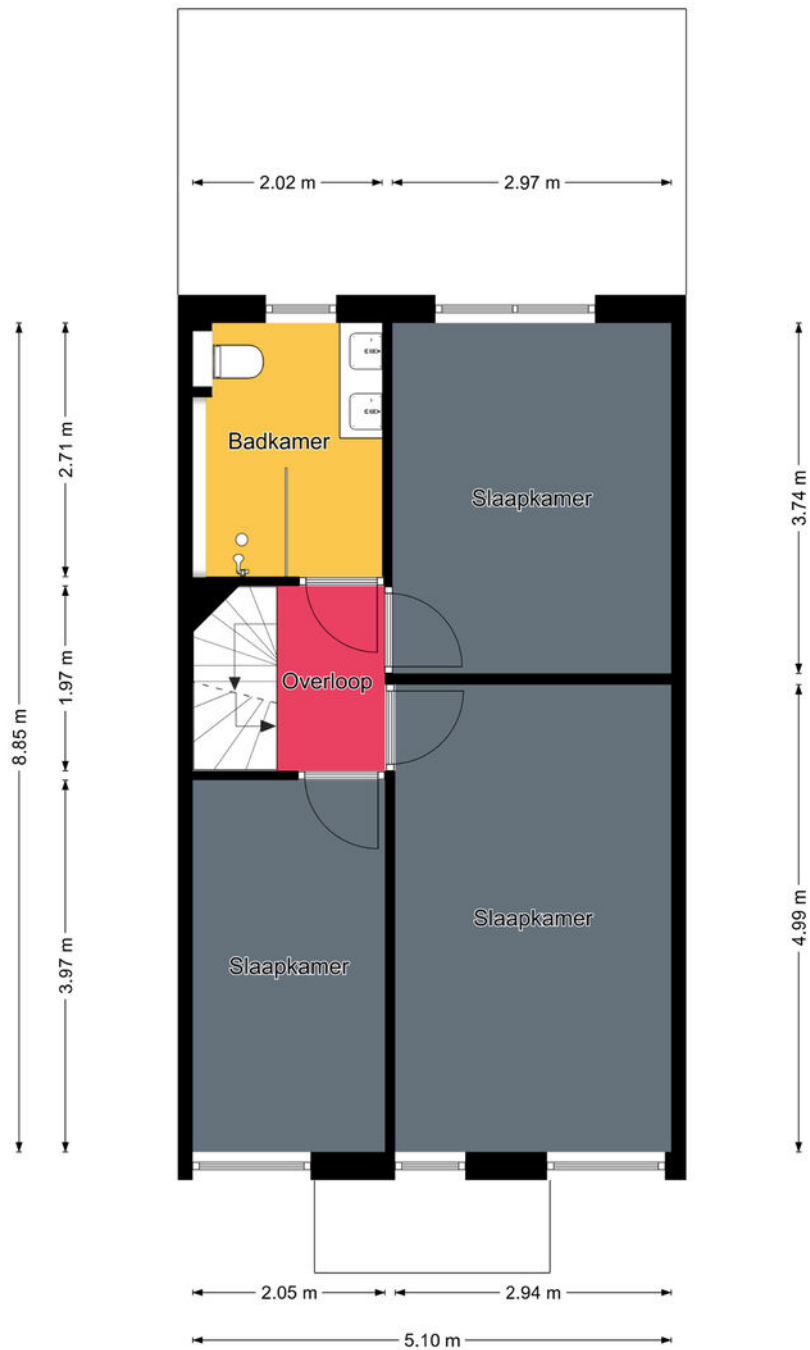 2.02 m
2.97 m
Badkamer
Slaapkamer
2.71 m
3.74 m
Overloop
1.97 m
8.85 m
Slaapkamer
Slaapkamer
3.97 m
4.99 m
2.05 m
2.94 m
5.10 m